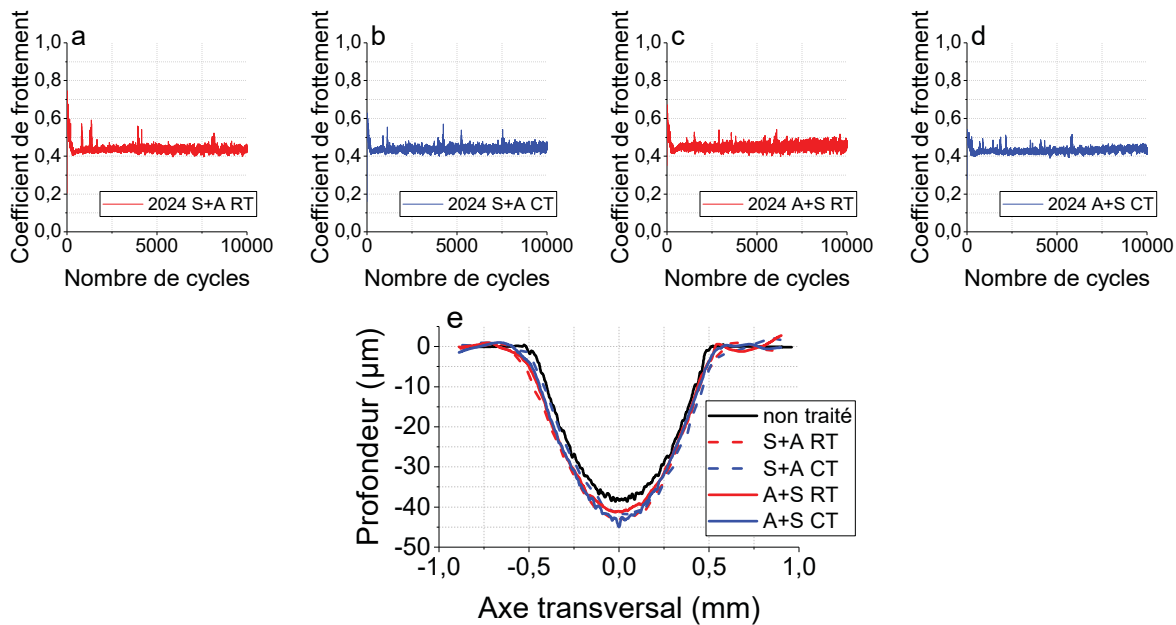 a
Coefficient de frottement
1,0
0,8
0,6
0,4
0,2
0,0
2024 S+A RT
0
5000
10000
Nombre de cycles
b
Coefficient de frottement
1,0
0,8
0,6
0,4
0,2
0,0
2024 S+A CT
0
5000
10000
Nombre de cycles
c
Coefficient de frottement
1,0
0,8
0,6
0,4
0,2
0,0
2024 A+S RT
0
5000
10000
Nombre de cycles
d
Coefficient de frottement
1,0
0,8
0,6
0,4
0,2
0,0
2024 A+S CT
0
5000
10000
Nombre de cycles
e
Profondeur (µm)
0
-10
-20
-30
-40
-50
non traité
S+A RT
S+A CT
A+S RT
A+S CT
-1,0
-0,5
0,0
0,5
1,0
Axe transversal (mm)